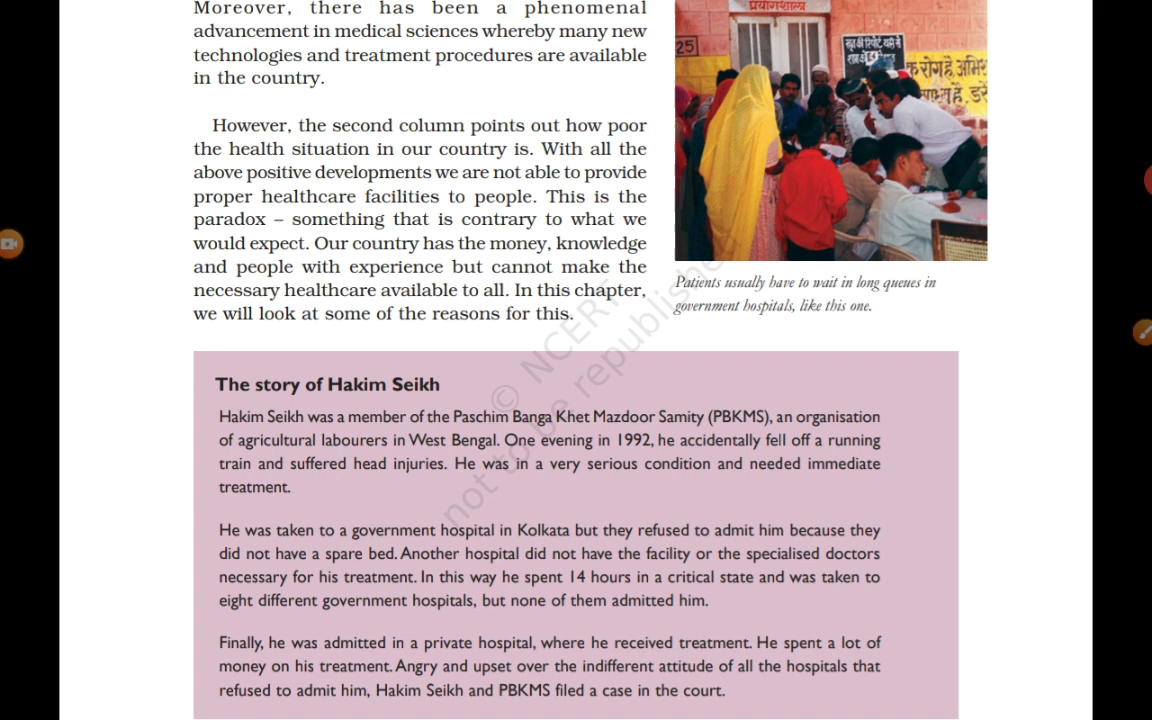 Moreover, there has been a phenomenal
advancement in medical sciences whereby many new
technologies and treatment procedures are available
in the country.
However, the second column points out how poor
the health situation in our country is. With all the
above positive developments we are not able to provide
proper healthcare facilities to people. This is the
paradox – something that is contrary to what we
would expect. Our country has the money, knowledge
and people with experience but cannot make the
necessary healthcare available to all. In this chapter,
we will look at some of the reasons for this.
प्रयोगशाला
25
Patients usually have to wait in long queues in
government hospitals, like this one.
© NCERT
not to be republishe
The story of Hakim Seikh
Hakim Seikh was a member of the Paschim Banga Khet Mazdoor Samity (PBKMS), an organisation
of agricultural labourers in West Bengal. One evening in 1992, he accidentally fell off a running
train and suffered head injuries. He was in a very serious condition and needed immediate
treatment.
He was taken to a government hospital in Kolkata but they refused to admit him because they
did not have a spare bed. Another hospital did not have the facility or the specialised doctors
necessary for his treatment. In this way he spent 14 hours in a critical state and was taken to
eight different government hospitals, but none of them admitted him.
Finally, he was admitted in a private hospital, where he received treatment. He spent a lot of
money on his treatment. Angry and upset over the indifferent attitude of all the hospitals that
refused to admit him, Hakim Seikh and PBKMS filed a case in the court.